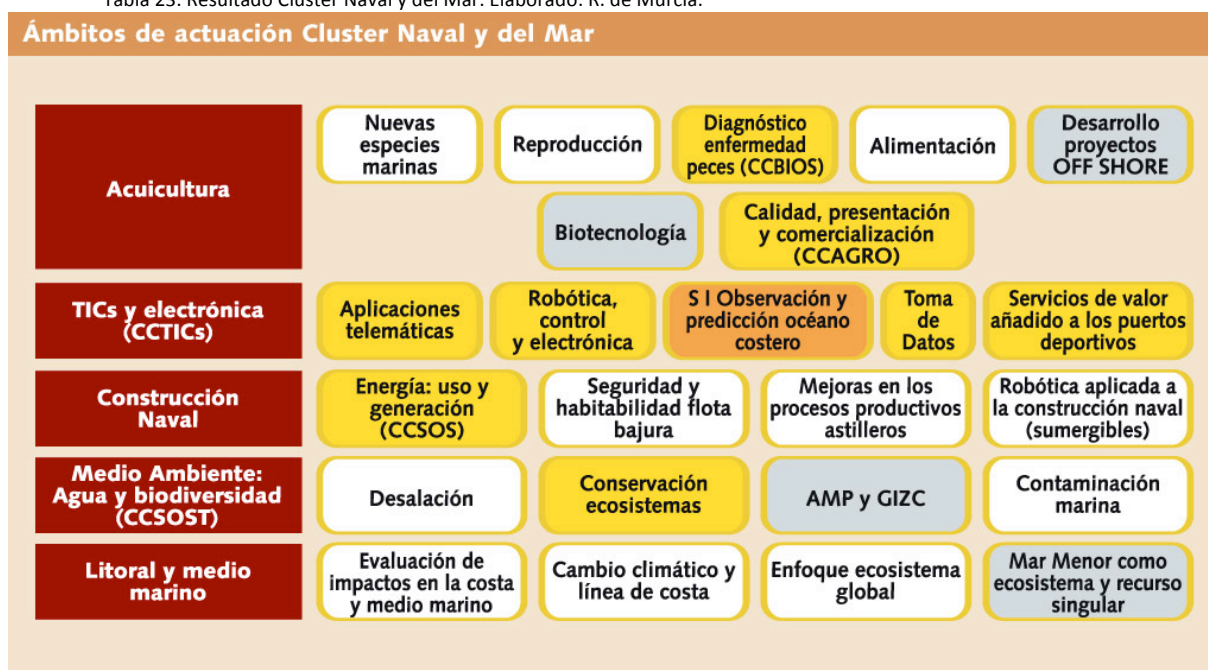 Tabla 23. Resultado Cluster Naval y del Mar. Elaborado: R. de Murcia.
Ámbitos de actuación Cluster Naval y del Mar
Acuicultura
Nuevas
especies
marinas
Reproducción
Diagnóstico
enfermedad
peces (CCBIOS)
Alimentación
Desarrollo
proyectos
OFF SHORE
Biotecnología
Calidad, presentación
y comercialización
(CCAGRO)
TICs y electrónica
(CCTICs)
Aplicaciones
telemáticas
Robótica,
control
y electrónica
S I Observación y
predicción océano
costero
Toma
de
Datos
Servicios de valor
añadido a los puertos
deportivos
Construcción
Naval
Energía: uso y
generación
(CCSOS)
Seguridad y
habitabilidad flota
bajura
Mejoras en los
procesos productivos
astilleros
Robótica aplicada a
la construcción naval
(sumergibles)
Medio Ambiente:
Agua y biodiversidad
(CCSOST)
Desalación
Conservación
ecosistemas
AMP y GIZC
Contaminación
marina
Litoral y medio
marino
Evaluación de
impactos en la costa
y medio marino
Cambio climático y
línea de costa
Enfoque ecosistema
global
Mar Menor como
ecosistema y recurso
singular